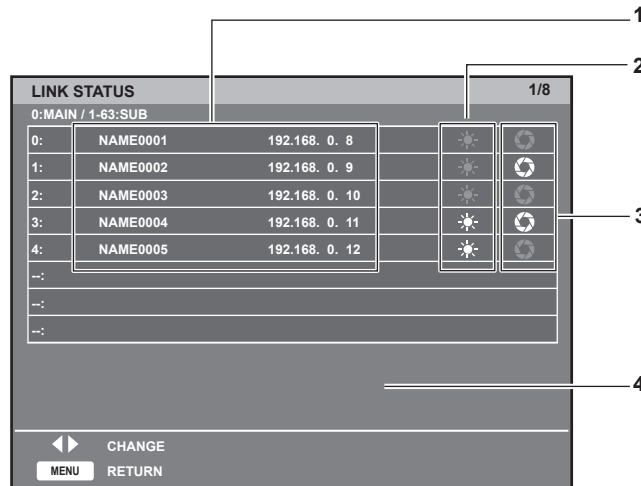 1
2
LINK STATUS 1/8
0:MAIN / 1-63:SUB
0: NAME0001 192.168. 0. 8
1: NAME0002 192.168. 0. 9
2: NAME0003 192.168. 0. 10
3: NAME0004 192.168. 0. 11
3
4: NAME0005 192.168. 0. 12
--:
--:
--:
4
CHANGE
MENU RETURN